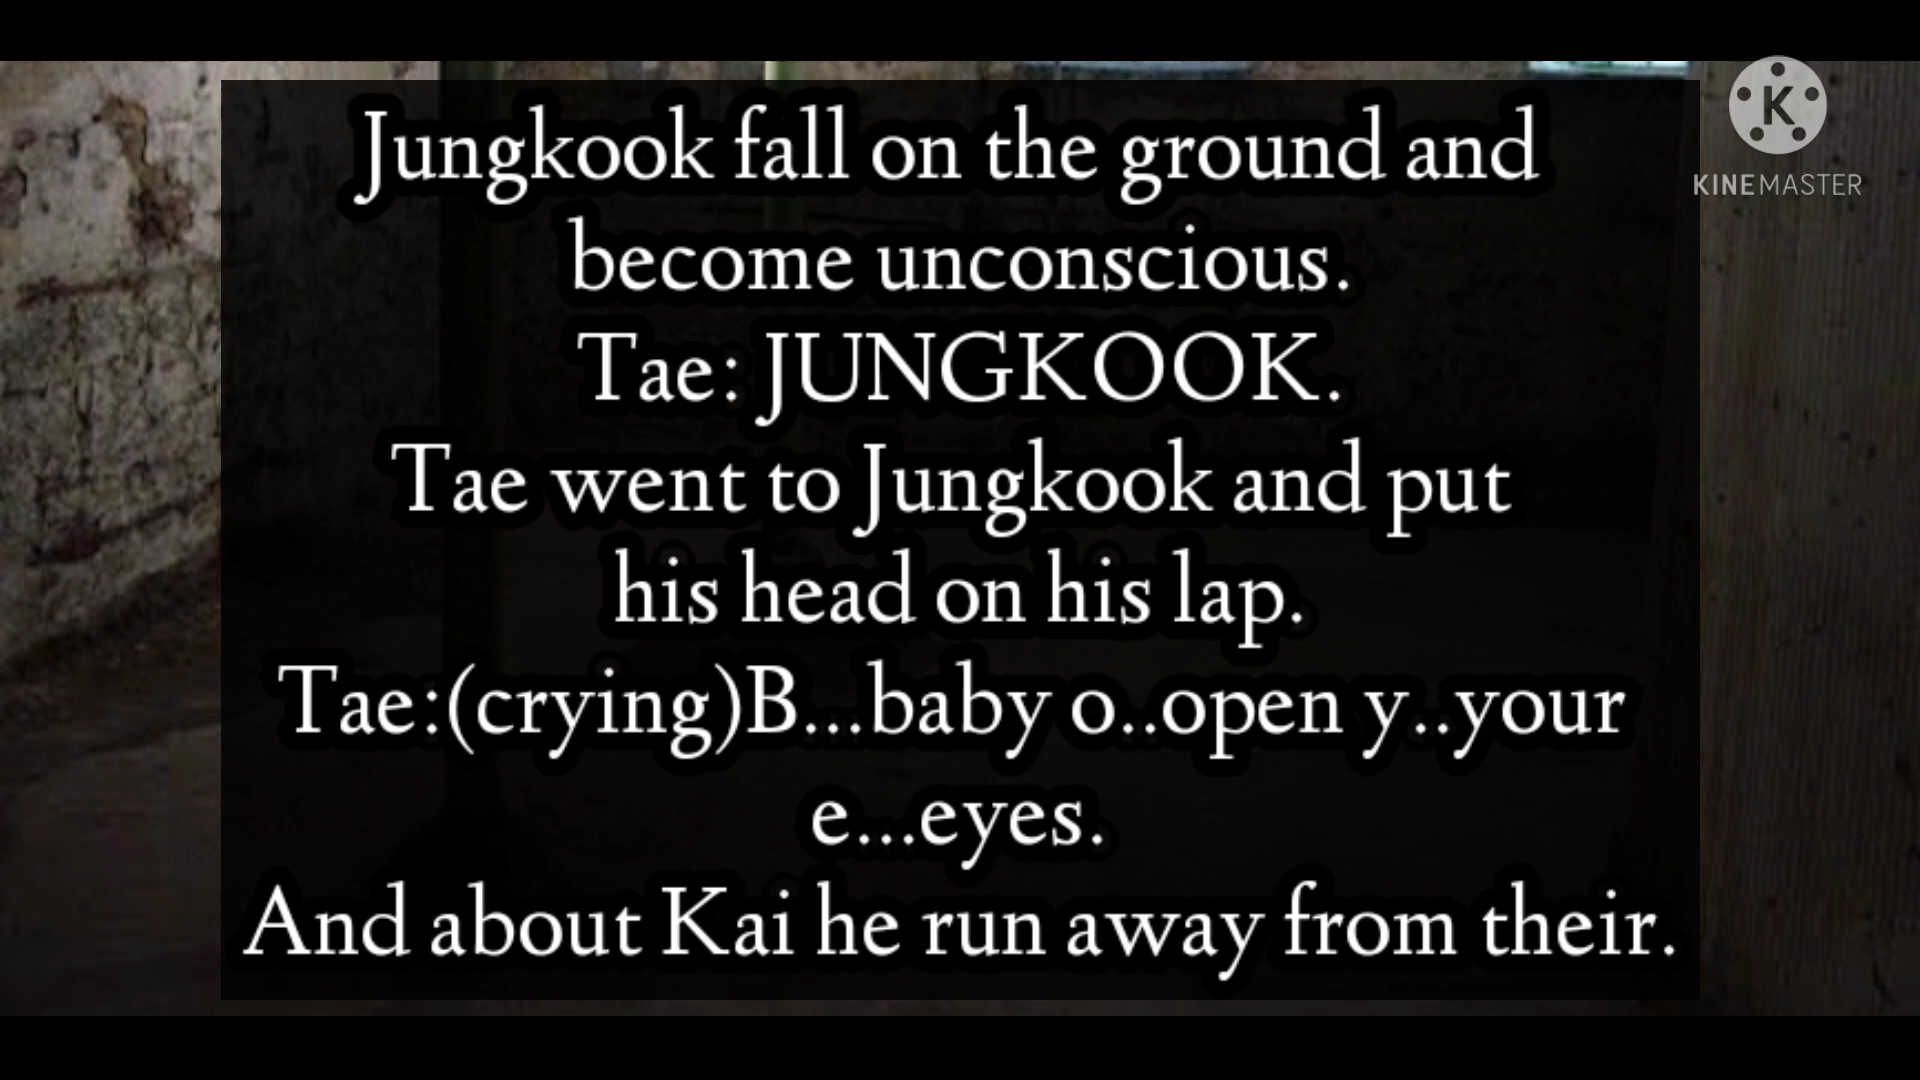 Jungkook fall on the ground and
become unconscious.
Tae: JUNGKOOK.
Tae went to Jungkook and put
his head on his lap.
Tae:(crying)B...baby o..open y..your
e...eyes.
And about Kai he run away from their.
K
KINEMASTER